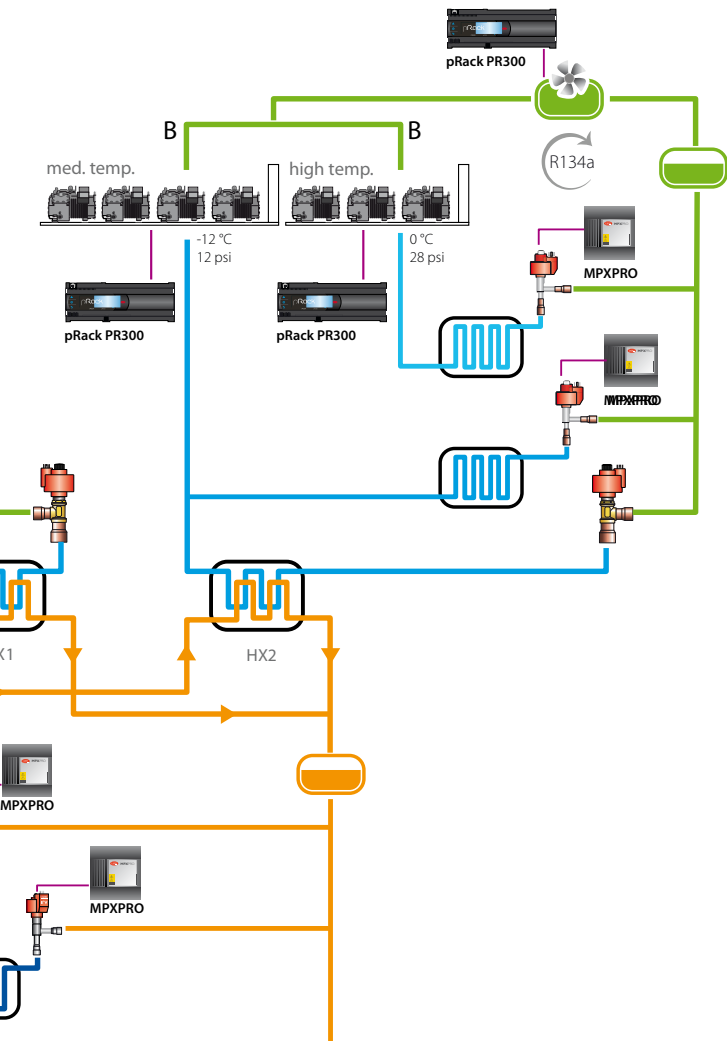 pRack PR300
B
B
R134a
med. temp.
high temp.
-12 °C
12 psi
0 °C
28 psi
MPXPRO
pRack PR300
pRack PR300
MPXPRO
X1
HX2
MPXPRO
MPXPRO